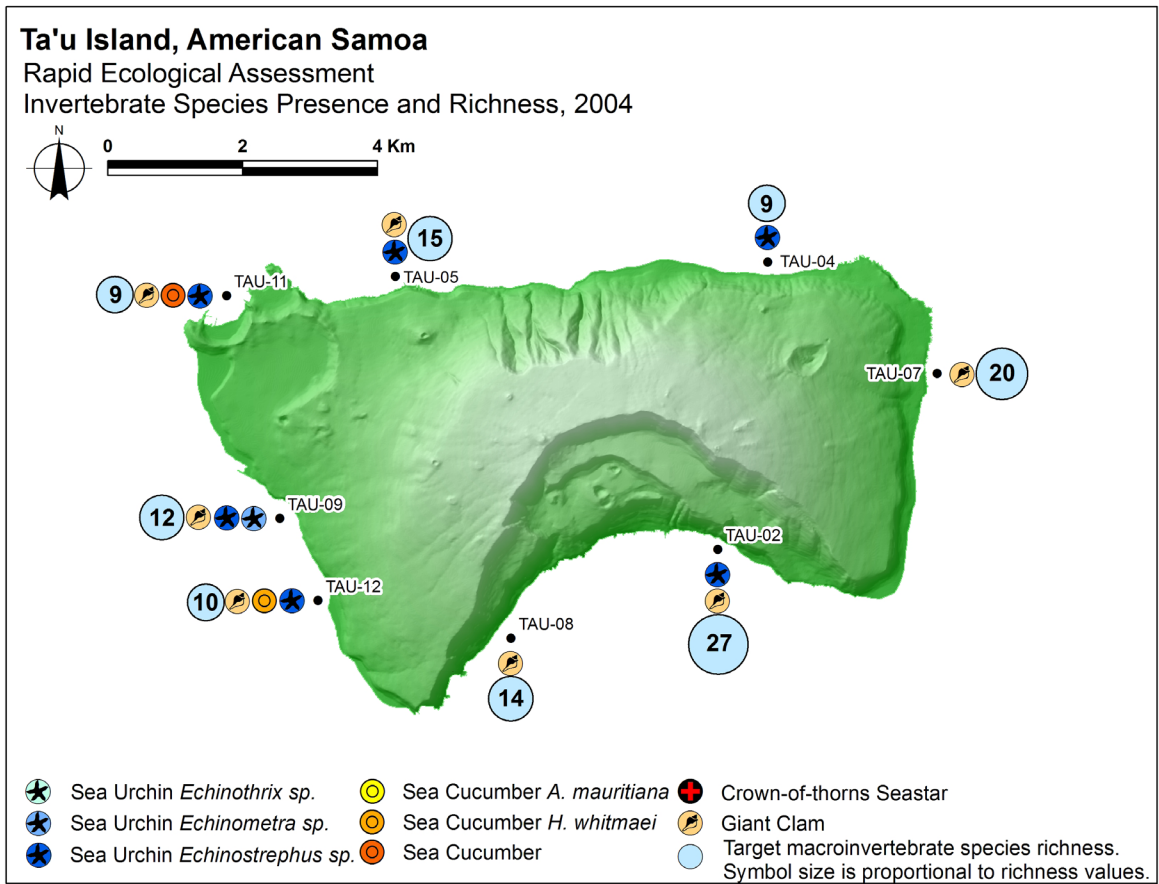 Ta'u Island, American Samoa
Rapid Ecological Assessment
Invertebrate Species Presence and Richness, 2004
N
0 2 4 Km
9
15
TAU-04
TAU-05
TAU-11
9
TAU-07
20
TAU-09
12
TAU-02
TAU-12
10
TAU-08
27
14
Sea Urchin Echinothrix sp.
Sea Urchin Echinometra sp.
Sea Urchin Echinostrephus sp.
Sea Cucumber A. mauritiana
Sea Cucumber H. whitmaei
Sea Cucumber
Crown-of-thorns Seastar
Giant Clam
Target macroinvertebrate species richness.
Symbol size is proportional to richness values.